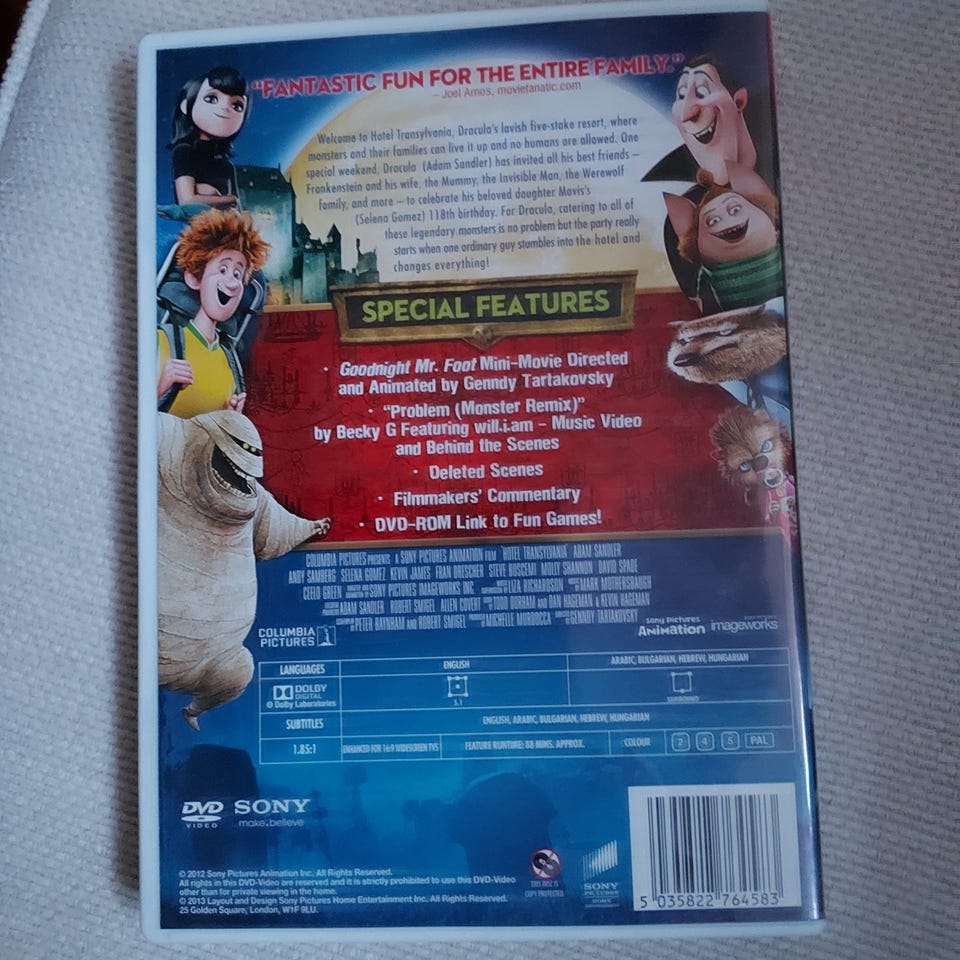 "FANTASTIC FUN FOR THE ENTIRE FAMILY."
– Joel Amos, moviefanatic.com
Welcome to Hotel Transylvania, Dracula's lavish five-stake resort, where
monsters and their families can live it up and no humans are allowed. One
special weekend, Dracula (Adam Sandler) has invited all his best friends –
Frankenstein and his wife, the Mummy, the Invisible Man, the Werewolf
family, and more – to celebrate his beloved daughter Mavis's
(Selena Gomez) 118th birthday. For Dracula, catering to all of
these legendary monsters is no problem but the party really
starts when one ordinary guy stumbles into the hotel and
changes everything!
SPECIAL FEATURES
· Goodnight Mr. Foot Mini-Movie Directed
and Animated by Genndy Tartakovsky
· "Problem (Monster Remix)"
by Becky G Featuring will.i.am – Music Video
and Behind the Scenes
· Deleted Scenes
· Filmmakers' Commentary
· DVD-ROM Link to Fun Games!
COLUMBIA PICTURES PRESENTS A SONY PICTURES ANIMATION FILM 'HOTEL TRANSYLVANIA' ADAM SANDLER
ANDY SAMBERG SELENA GOMEZ KEVIN JAMES FRAN DRESCHER STEVE BUSCEMI MOLLY SHANNON DAVID SPADE
CEELO GREEN SONY PICTURES IMAGEWORKS INC. LIZA RICHARDSON MARK MOTHERSBAUGH
ADAM SANDLER ROBERT SMIGEL ALLEN COVERT TODD DURHAM AND DAN HAGEMAN & KEVIN HAGEMAN
PETER BAYNHAM AND ROBERT SMIGEL MICHELLE MURDOCCA GENNDY TARTAKOVSKY
COLUMBIA
PICTURES
sony pictures
ANIMATION
imageworks
LANGUAGES ENGLISH ARABIC, BULGARIAN, HEBREW, HUNGARIAN
DOLBY
DIGITAL
© Dolby Laboratories
5.1
SURROUND
SUBTITLES ENGLISH, ARABIC, BULGARIAN, HEBREW, HUNGARIAN
1.85:1 ENHANCED FOR 16:9 WIDESCREEN TVS FEATURE RUNTIME: 88 MINS. APPROX. COLOUR 2 4 5 PAL
DVD
VIDEO
SONY
make.believe
© 2012 Sony Pictures Animation Inc. All Rights Reserved.
All rights in this DVD-Video are reserved and it is strictly prohibited to use this DVD-Video
other than for private viewing in the home.
© 2013 Layout and Design Sony Pictures Home Entertainment Inc. All Rights Reserved.
25 Golden Square, London, W1F 9LU.
THIS DISC IS
COPY PROTECTED
SONY
PICTURES
5 035822 764583